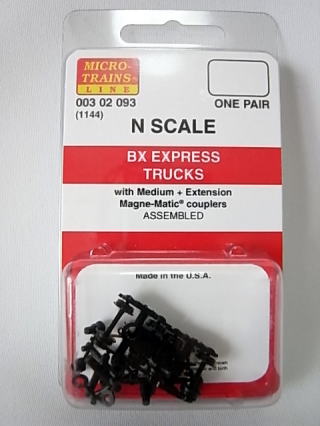 MICRO-
TRAINS®
LINE
003 02 093
(1144)
ONE PAIR
N SCALE
BX EXPRESS
TRUCKS
with Medium + Extension
Magne-Matic® couplers
ASSEMBLED
Made in the U.S.A.